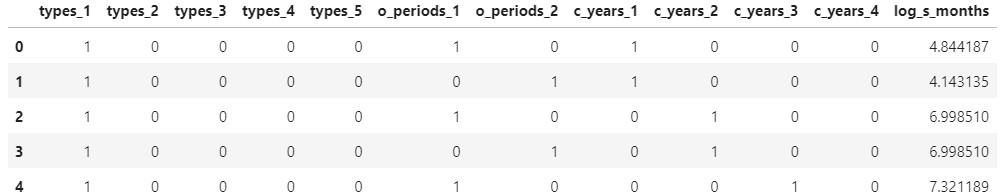 types_1 types_2 types_3 types_4 types_5 o_periods_1 o_periods_2 c_years_1 c_years_2 c_years_3 c_years_4 log_s_months
0 1 0 0 0 0 1 0 1 0 0 0 4.844187
1 1 0 0 0 0 0 1 1 0 0 0 4.143135
2 1 0 0 0 0 1 0 0 1 0 0 6.998510
3 1 0 0 0 0 0 1 0 1 0 0 6.998510
4 1 0 0 0 0 1 0 0 0 1 0 7.321189